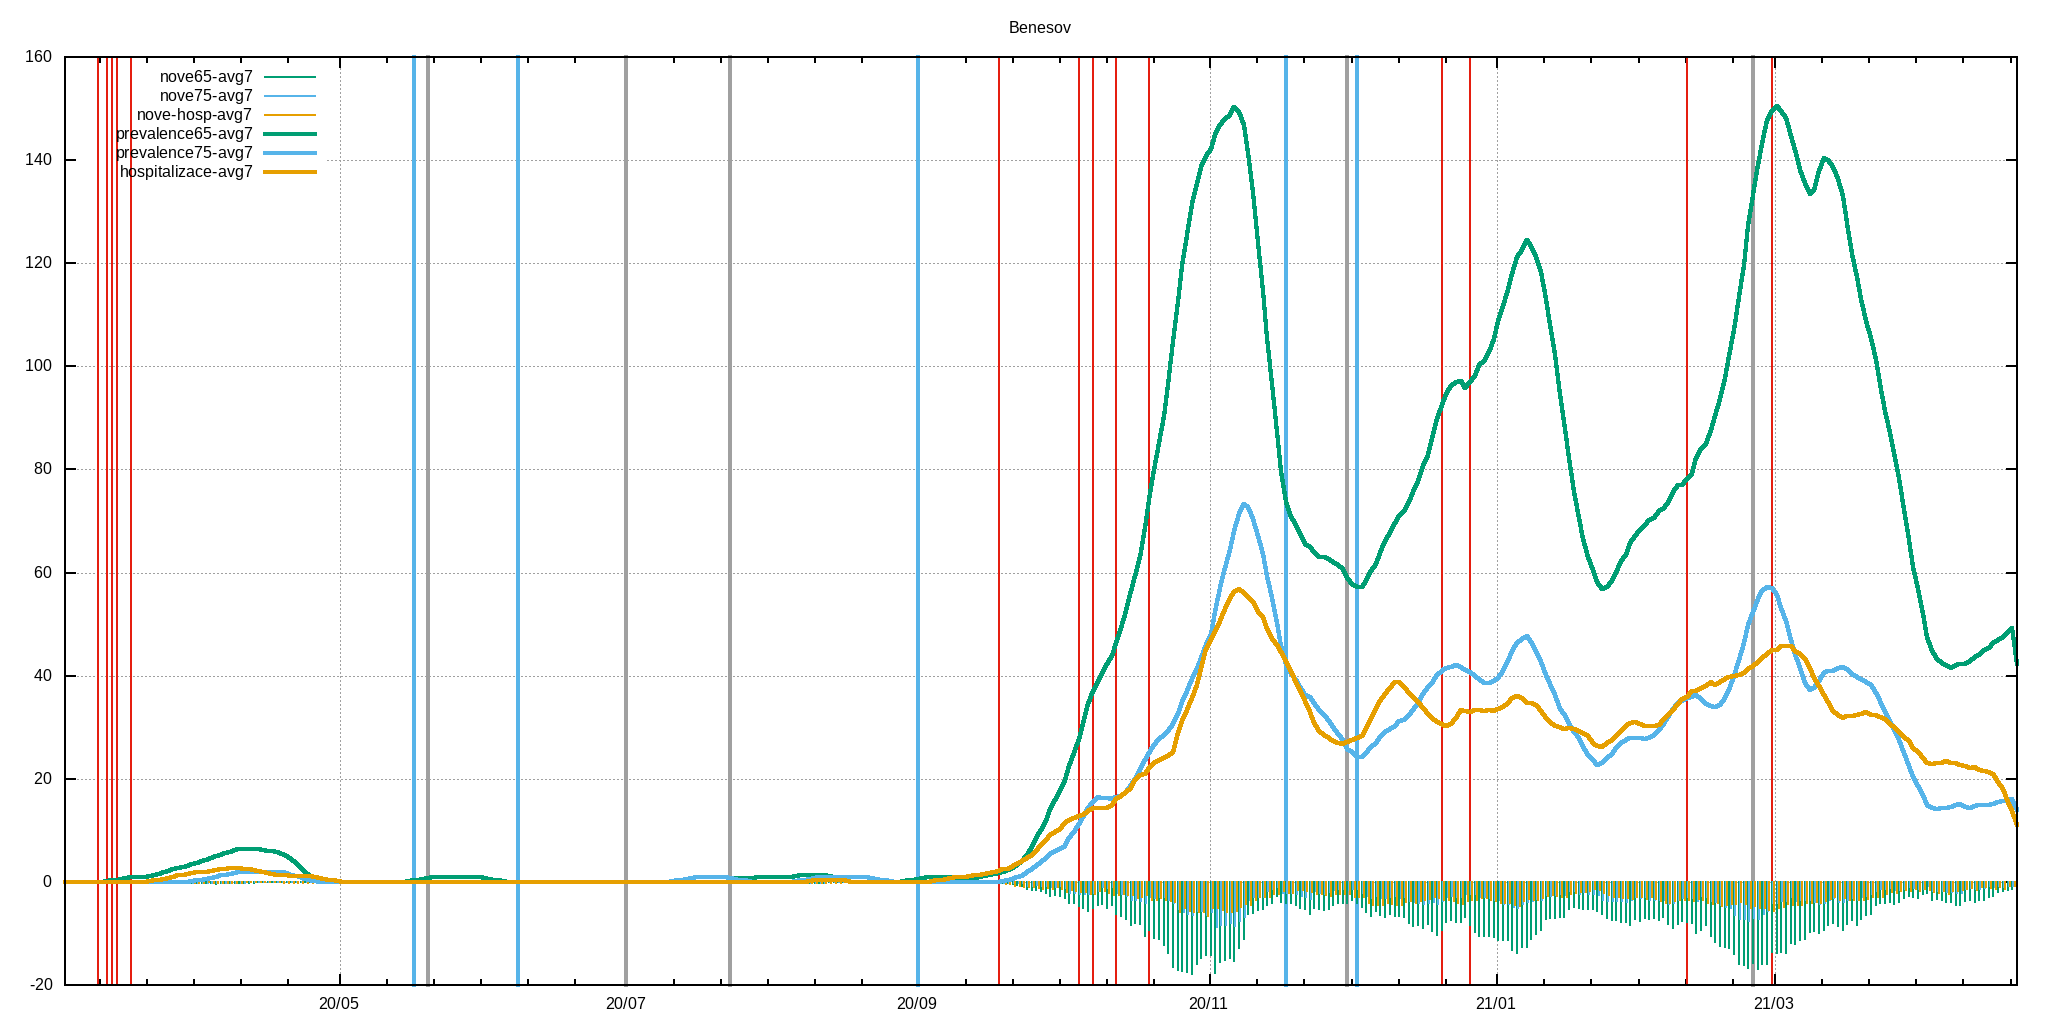 Benesov
160
140
120
100
80
60
40
20
0
-20
nove65-avg7
nove75-avg7
nove-hosp-avg7
prevalence65-avg7
prevalence75-avg7
hospitalizace-avg7
20/05 20/07 20/09 20/11 21/01 21/03